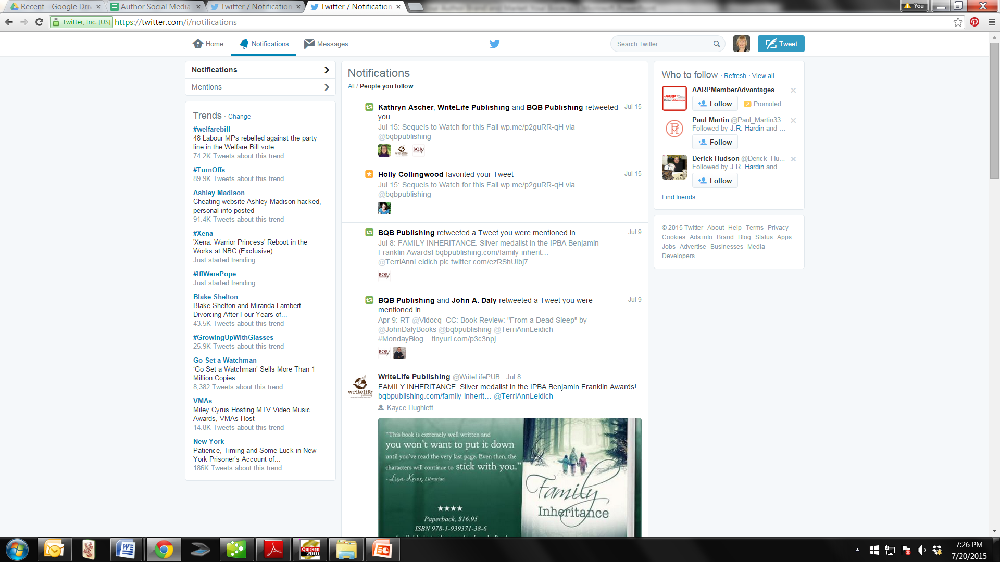 Recent - Google Driv
Author Social Media
Twitter / Notification
Twitter / Notification
You
Twitter, Inc. [US] https://twitter.com/i/notifications
Home
Notifications
Messages
Search Twitter
Tweet
Notifications
Mentions
Trends · Change
#welfarebill
48 Labour MPs rebelled against the party
line in the Welfare Bill vote
74.2K Tweets about this trend
#TurnOffs
89.9K Tweets about this trend
Ashley Madison
Cheating website Ashley Madison hacked,
personal info posted
91.4K Tweets about this trend
#Xena
'Xena: Warrior Princess' Reboot in the
Works at NBC (Exclusive)
Just started trending
#IfIWerePope
Just started trending
Blake Shelton
Blake Shelton and Miranda Lambert
Divorcing After Four Years of...
43.5K Tweets about this trend
#GrowingUpWithGlasses
25.9K Tweets about this trend
Go Set a Watchman
‘Go Set a Watchman’ Sells More Than 1
Million Copies
8,382 Tweets about this trend
VMAs
Miley Cyrus Hosting MTV Video Music
Awards, VMAs Host
14.8K Tweets about this trend
New York
Patience, Timing and Some Luck in New
York Prisoner’s Account of...
186K Tweets about this trend
Notifications
All / People you follow
Kathryn Ascher, WriteLife Publishing and BQB Publishing retweeted Jul 15
you
Jul 15: Sequels to Watch for this Fall wp.me/p2guRR-qH via
@bqbpublishing
writelife BQB
Holly Collingwood favorited your Tweet Jul 15
Jul 15: Sequels to Watch for this Fall wp.me/p2guRR-qH via
@bqbpublishing
BQB Publishing retweeted a Tweet you were mentioned in Jul 9
Jul 8: FAMILY INHERITANCE. Silver medalist in the IPBA Benjamin
Franklin Awards! bqbpublishing.com/family-inherit…
@TerriAnnLeidich pic.twitter.com/ezRShUIbj7
BQB
BQB Publishing and John A. Daly retweeted a Tweet you were Jul 9
mentioned in
Apr 9: RT @Vidocq_CC: Book Review: "From a Dead Sleep" by
@JohnDalyBooks @bqbpublishing @TerriAnnLeidich
#MondayBlog... tinyurl.com/p3c3npj
BQB
WriteLife Publishing @WriteLifePUB · Jul 8
writelife
FAMILY INHERITANCE. Silver medalist in the IPBA Benjamin Franklin Awards!
bqbpublishing.com/family-inherit… @TerriAnnLeidich
Kayce Hughlett
“This book is extremely well written and
you won’t want to put it down
until you’ve read the very last page. Even then, the
characters will continue to stick with you.”
- Lisa Knox, Librarian
★★★★
Paperback, $16.95
ISBN 978-1-939371-38-6
Available in trade paperback and eBook
Family
Inheritance
Who to follow · Refresh · View all
AARP
Member Advantages
AARPMemberAdvantages ...
Follow Promoted
Paul Martin @Paul_Martin33
Followed by J.R. Hardin and ...
Follow
Derick Hudson @Derick_Hu...
Followed by J.R. Hardin and ...
Follow
Find friends
© 2015 Twitter About Help Terms Privacy
Cookies Ads info Brand Blog Status Apps
Jobs Advertise Businesses Media
Developers
Quicken
2001
7:26 PM
7/20/2015